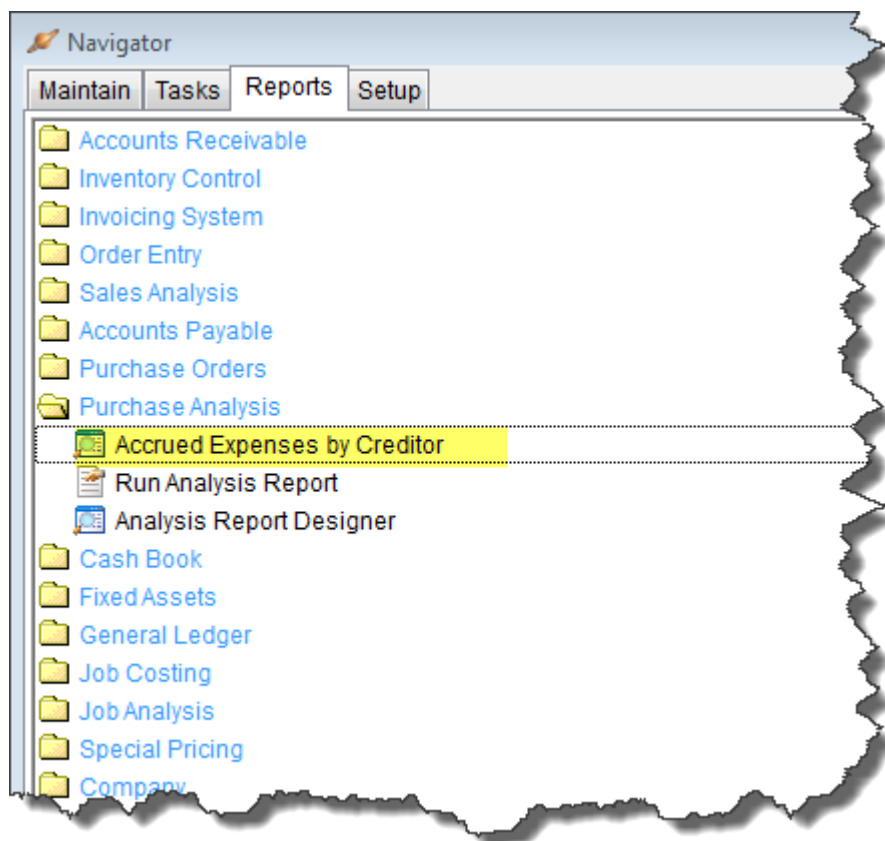 Navigator
Maintain Tasks Reports Setup
Accounts Receivable
Inventory Control
Invoicing System
Order Entry
Sales Analysis
Accounts Payable
Purchase Orders
Purchase Analysis
Accrued Expenses by Creditor
Run Analysis Report
Analysis Report Designer
Cash Book
Fixed Assets
General Ledger
Job Costing
Job Analysis
Special Pricing
Company